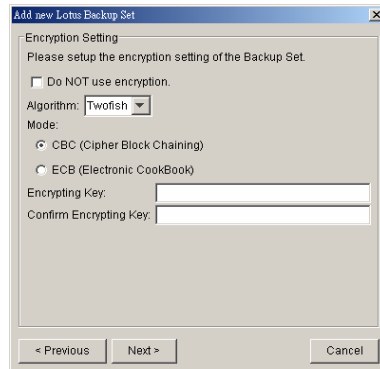 Add new Lotus Backup Set
Encryption Setting
Please setup the encryption setting of the Backup Set.
Do NOT use encryption.
Algorithm: Twofish
Mode:
CBC (Cipher Block Chaining)
ECB (Electronic CookBook)
Encrypting Key:
Confirm Encrypting Key:
< Previous Next > Cancel